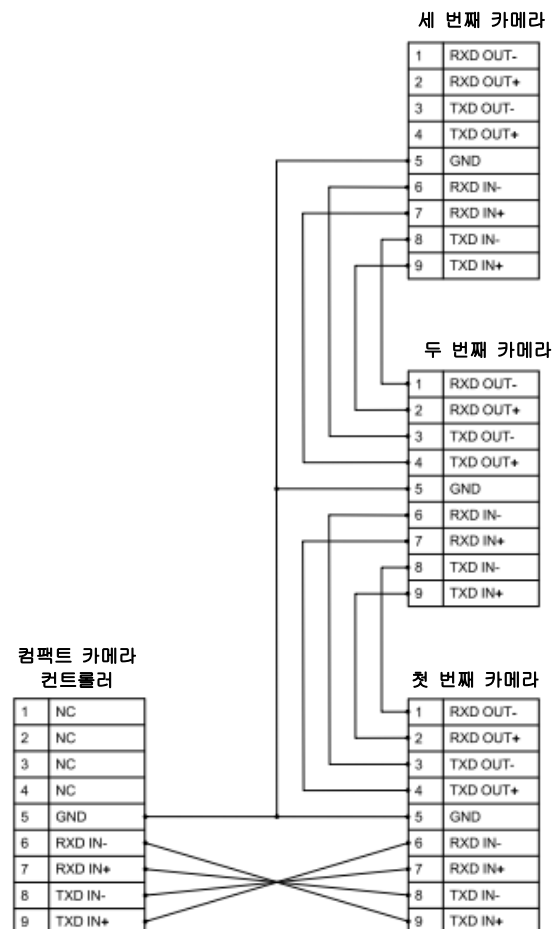 세 번째 카메라
1 RXD OUT-
2 RXD OUT+
3 TXD OUT-
4 TXD OUT+
5 GND
6 RXD IN-
7 RXD IN+
8 TXD IN-
9 TXD IN+
두 번째 카메라
1 RXD OUT-
2 RXD OUT+
3 TXD OUT-
4 TXD OUT+
5 GND
6 RXD IN-
7 RXD IN+
8 TXD IN-
9 TXD IN+
컴팩트 카메라
컨트롤러
1 NC
2 NC
3 NC
4 NC
5 GND
6 RXD IN-
7 RXD IN+
8 TXD IN-
9 TXD IN+
첫 번째 카메라
1 RXD OUT-
2 RXD OUT+
3 TXD OUT-
4 TXD OUT+
5 GND
6 RXD IN-
7 RXD IN+
8 TXD IN-
9 TXD IN+